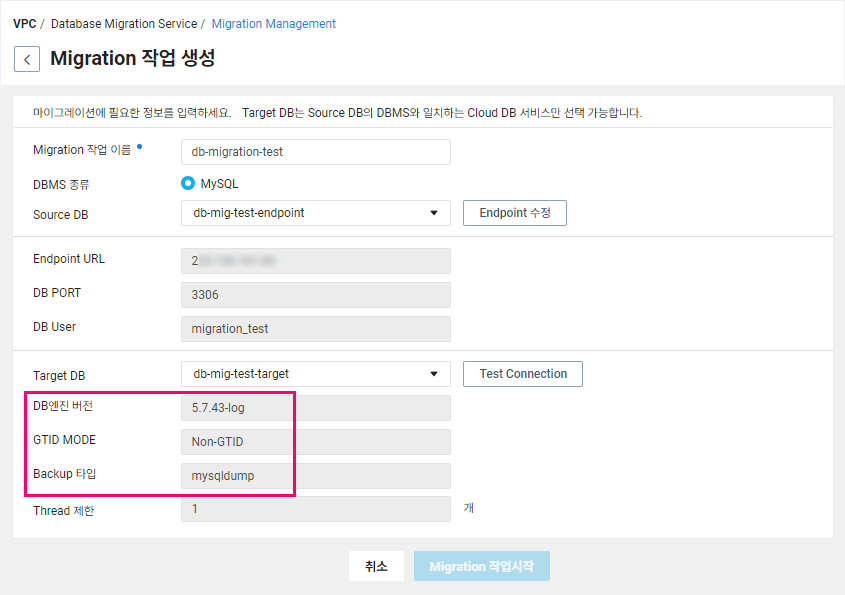 VPC / Database Migration Service / Migration Management
Migration 작업 생성
마이그레이션에 필요한 정보를 입력하세요. Target DB는 Source DB의 DBMS와 일치하는 Cloud DB 서비스만 선택 가능합니다.
Migration 작업 이름 db-migration-test
DBMS 종류 MySQL
Source DB db-mig-test-endpoint Endpoint 수정
Endpoint URL 2
DB PORT 3306
DB User migration_test
Target DB db-mig-test-target Test Connection
DB엔진 버전 5.7.43-log
GTID MODE Non-GTID
Backup 타입 mysqldump
Thread 제한 1 개
취소 Migration 작업시작